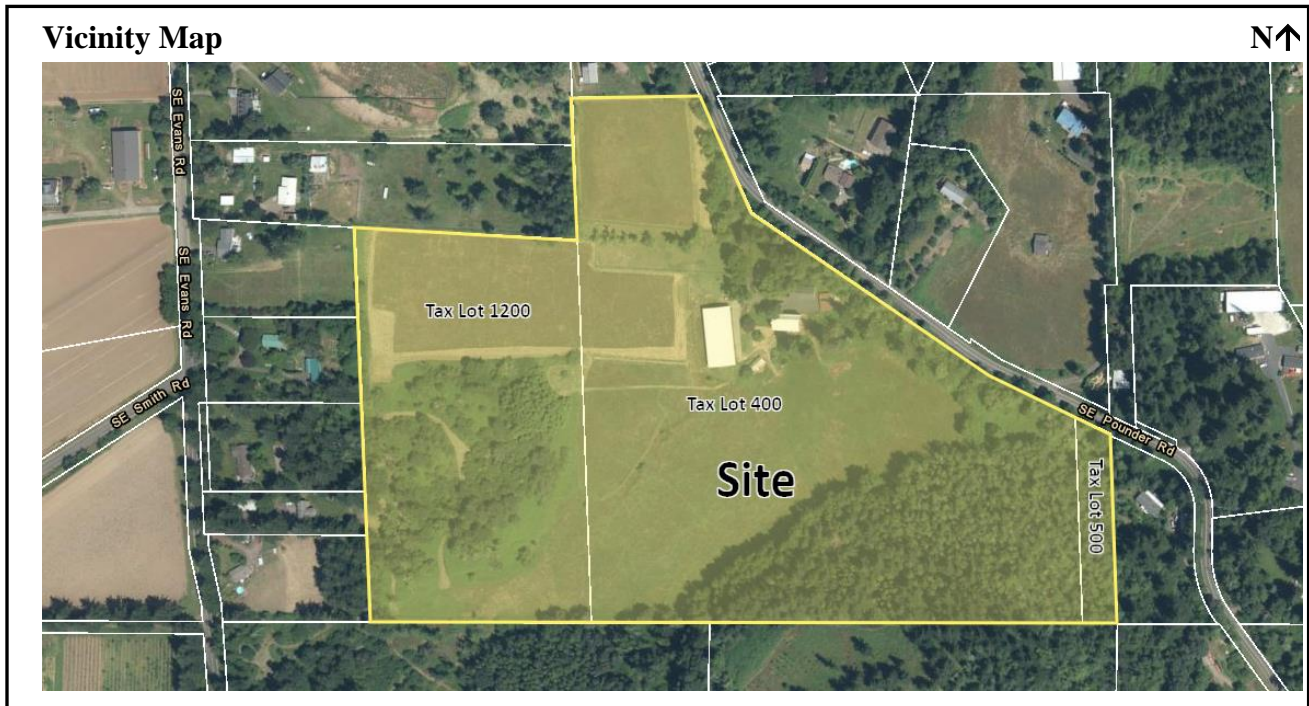 Vicinity Map
N↑
SE Evans Rd
SE Evans Rd
Tax Lot 1200
SE Smith Rd
Tax Lot 400
SE Pounder Rd
Site
Tax Lot 500